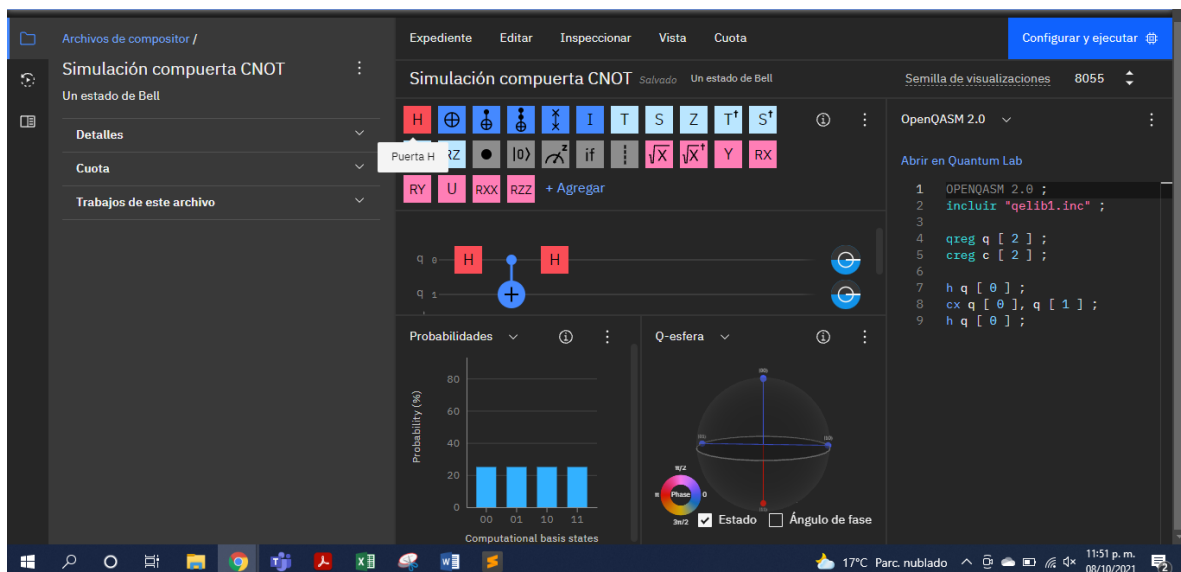 Archivos de compositor /
Simulación compuerta CNOT
Un estado de Bell
Detalles
Cuota
Trabajos de este archivo
Expediente Editar Inspeccionar Vista Cuota
Configurar y ejecutar
Simulación compuerta CNOT Salvado Un estado de Bell
Semilla de visualizaciones 8055
H I T S Z T† S†
Puerta H
RZ |0⟩ z if √X √X† Y RX
RY U RXX RZZ + Agregar
q 0 H H
q 1
OpenQASM 2.0
Abrir en Quantum Lab
1 OPENQASM 2.0 ;
2 incluir "qelib1.inc" ;
3
4 qreg q [ 2 ] ;
5 creg c [ 2 ] ;
6
7 h q [ 0 ] ;
8 cx q [ 0 ], q [ 1 ] ;
9 h q [ 0 ] ;
Probabilidades
Probability (%)
80
60
40
20
0
00 01 10 11
Computational basis states
Q-esfera
π/2
π Phase 0
3π/2
Estado Ángulo de fase
17°C Parc. nublado
11:51 p. m.
08/10/2021
2